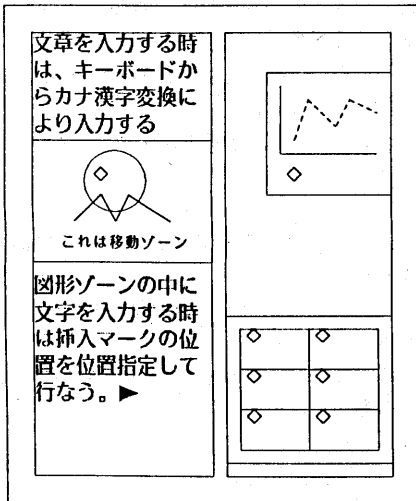 文章を入力する時
は、キーボードか
らカナ漢字変換に
より入力する
これは移動ゾーン
図形ゾーンの中に
文字を入力する時
は挿入マークの位
置を位置指定して
行なう。▶